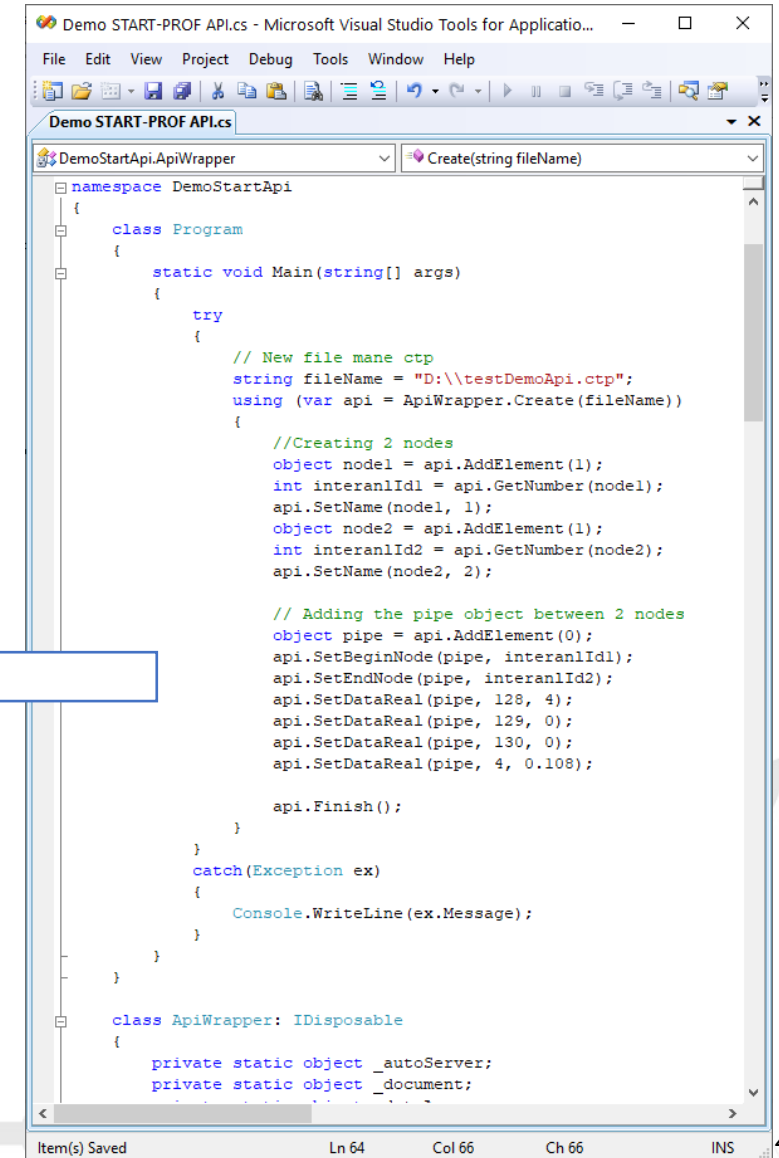 Demo START-PROF API.cs - Microsoft Visual Studio Tools for Applicatio...
File Edit View Project Debug Tools Window Help
Demo START-PROF API.cs
DemoStartApi.ApiWrapper Create(string fileName)
namespace DemoStartApi
{
class Program
{
static void Main(string[] args)
{
try
{
// New file mane ctp
string fileName = "D:\\testDemoApi.ctp";
using (var api = ApiWrapper.Create(fileName))
{
//Creating 2 nodes
object node1 = api.AddElement(1);
int interanlId1 = api.GetNumber(node1);
api.SetName(node1, 1);
object node2 = api.AddElement(1);
int interanlId2 = api.GetNumber(node2);
api.SetName(node2, 2);
// Adding the pipe object between 2 nodes
object pipe = api.AddElement(0);
api.SetBeginNode(pipe, interanlId1);
api.SetEndNode(pipe, interanlId2);
api.SetDataReal(pipe, 128, 4);
api.SetDataReal(pipe, 129, 0);
api.SetDataReal(pipe, 130, 0);
api.SetDataReal(pipe, 4, 0.108);
api.Finish();
}
}
catch(Exception ex)
{
Console.WriteLine(ex.Message);
}
}
}
class ApiWrapper: IDisposable
{
private static object _autoServer;
private static object _document;
Item(s) Saved Ln 64 Col 66 Ch 66 INS